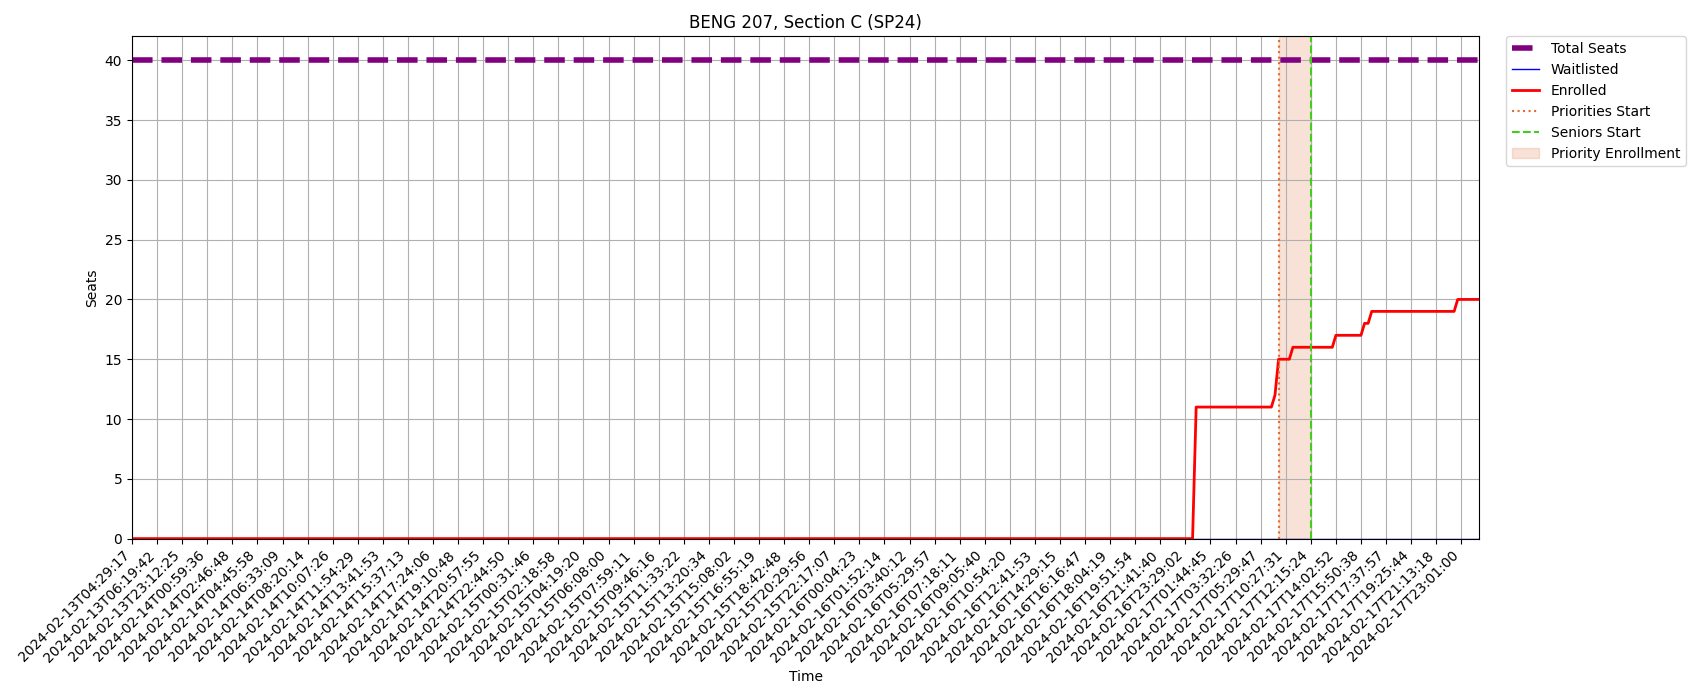 BENG 207, Section C (SP24)
Total Seats
Waitlisted
Enrolled
Priorities Start
Seniors Start
Priority Enrollment
Seats
40
35
30
25
20
15
10
5
0
2024-02-13T04:29:17
2024-02-13T06:19:42
2024-02-13T23:12:25
2024-02-14T00:59:36
2024-02-14T02:46:48
2024-02-14T04:45:58
2024-02-14T06:33:09
2024-02-14T08:20:14
2024-02-14T10:07:26
2024-02-14T11:54:29
2024-02-14T13:41:53
2024-02-14T15:37:13
2024-02-14T17:24:06
2024-02-14T19:10:48
2024-02-14T20:57:55
2024-02-14T22:44:50
2024-02-15T00:31:46
2024-02-15T02:18:58
2024-02-15T04:19:20
2024-02-15T06:08:00
2024-02-15T07:59:11
2024-02-15T09:46:16
2024-02-15T11:33:22
2024-02-15T13:20:34
2024-02-15T15:08:02
2024-02-15T16:55:19
2024-02-15T18:42:48
2024-02-15T20:29:56
2024-02-15T22:17:07
2024-02-16T00:04:23
2024-02-16T01:52:14
2024-02-16T03:40:12
2024-02-16T05:29:57
2024-02-16T07:18:11
2024-02-16T09:05:40
2024-02-16T10:54:20
2024-02-16T12:41:53
2024-02-16T14:29:15
2024-02-16T16:16:47
2024-02-16T18:04:19
2024-02-16T19:51:54
2024-02-16T21:41:40
2024-02-16T23:29:02
2024-02-17T01:44:45
2024-02-17T03:32:26
2024-02-17T05:29:47
2024-02-17T10:27:31
2024-02-17T12:15:24
2024-02-17T14:02:52
2024-02-17T15:50:38
2024-02-17T17:37:57
2024-02-17T19:25:44
2024-02-17T21:13:18
2024-02-17T23:01:00
Time